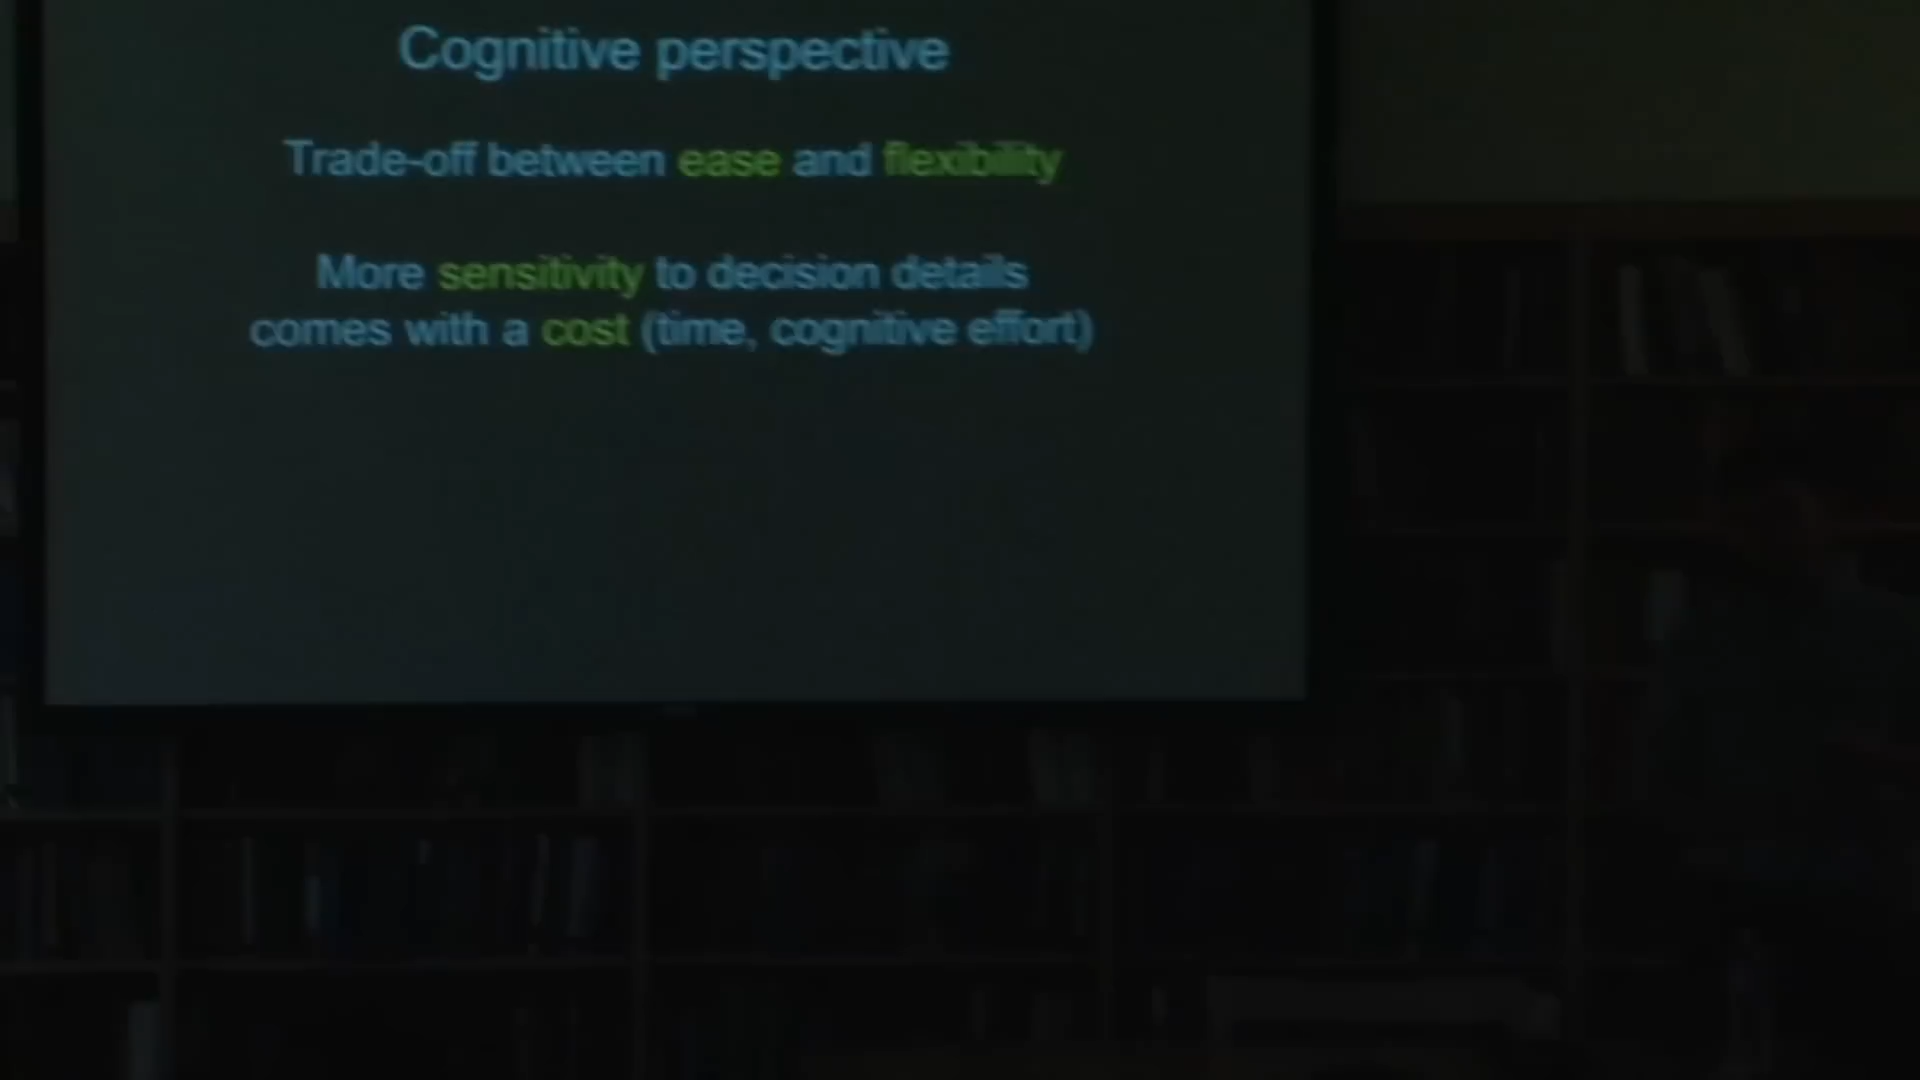 Cognitive perspective
Trade-off between ease and flexibility
More sensitivity to decision details
comes with a cost (time, cognitive effort)